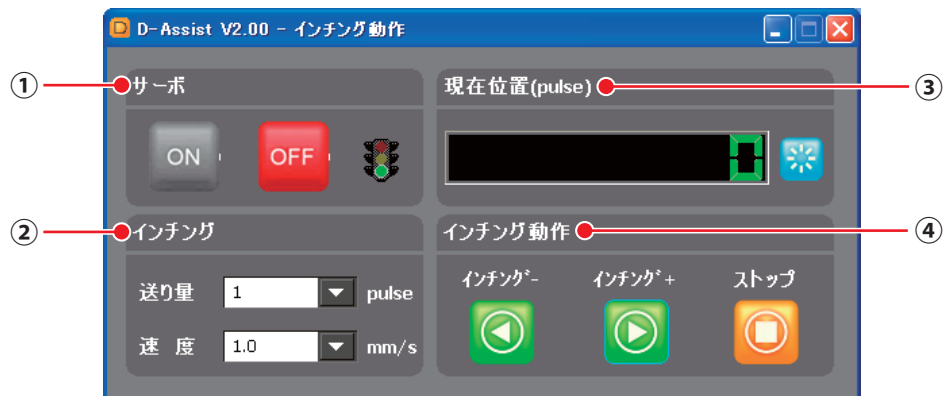 D-Assist V2.00 - インチング動作
① サーボ
現在位置(pulse) ③
ON OFF
0
② インチング
インチング動作 ④
送り量 1 pulse
速 度 1.0 mm/s
インチング- インチング+ ストップ